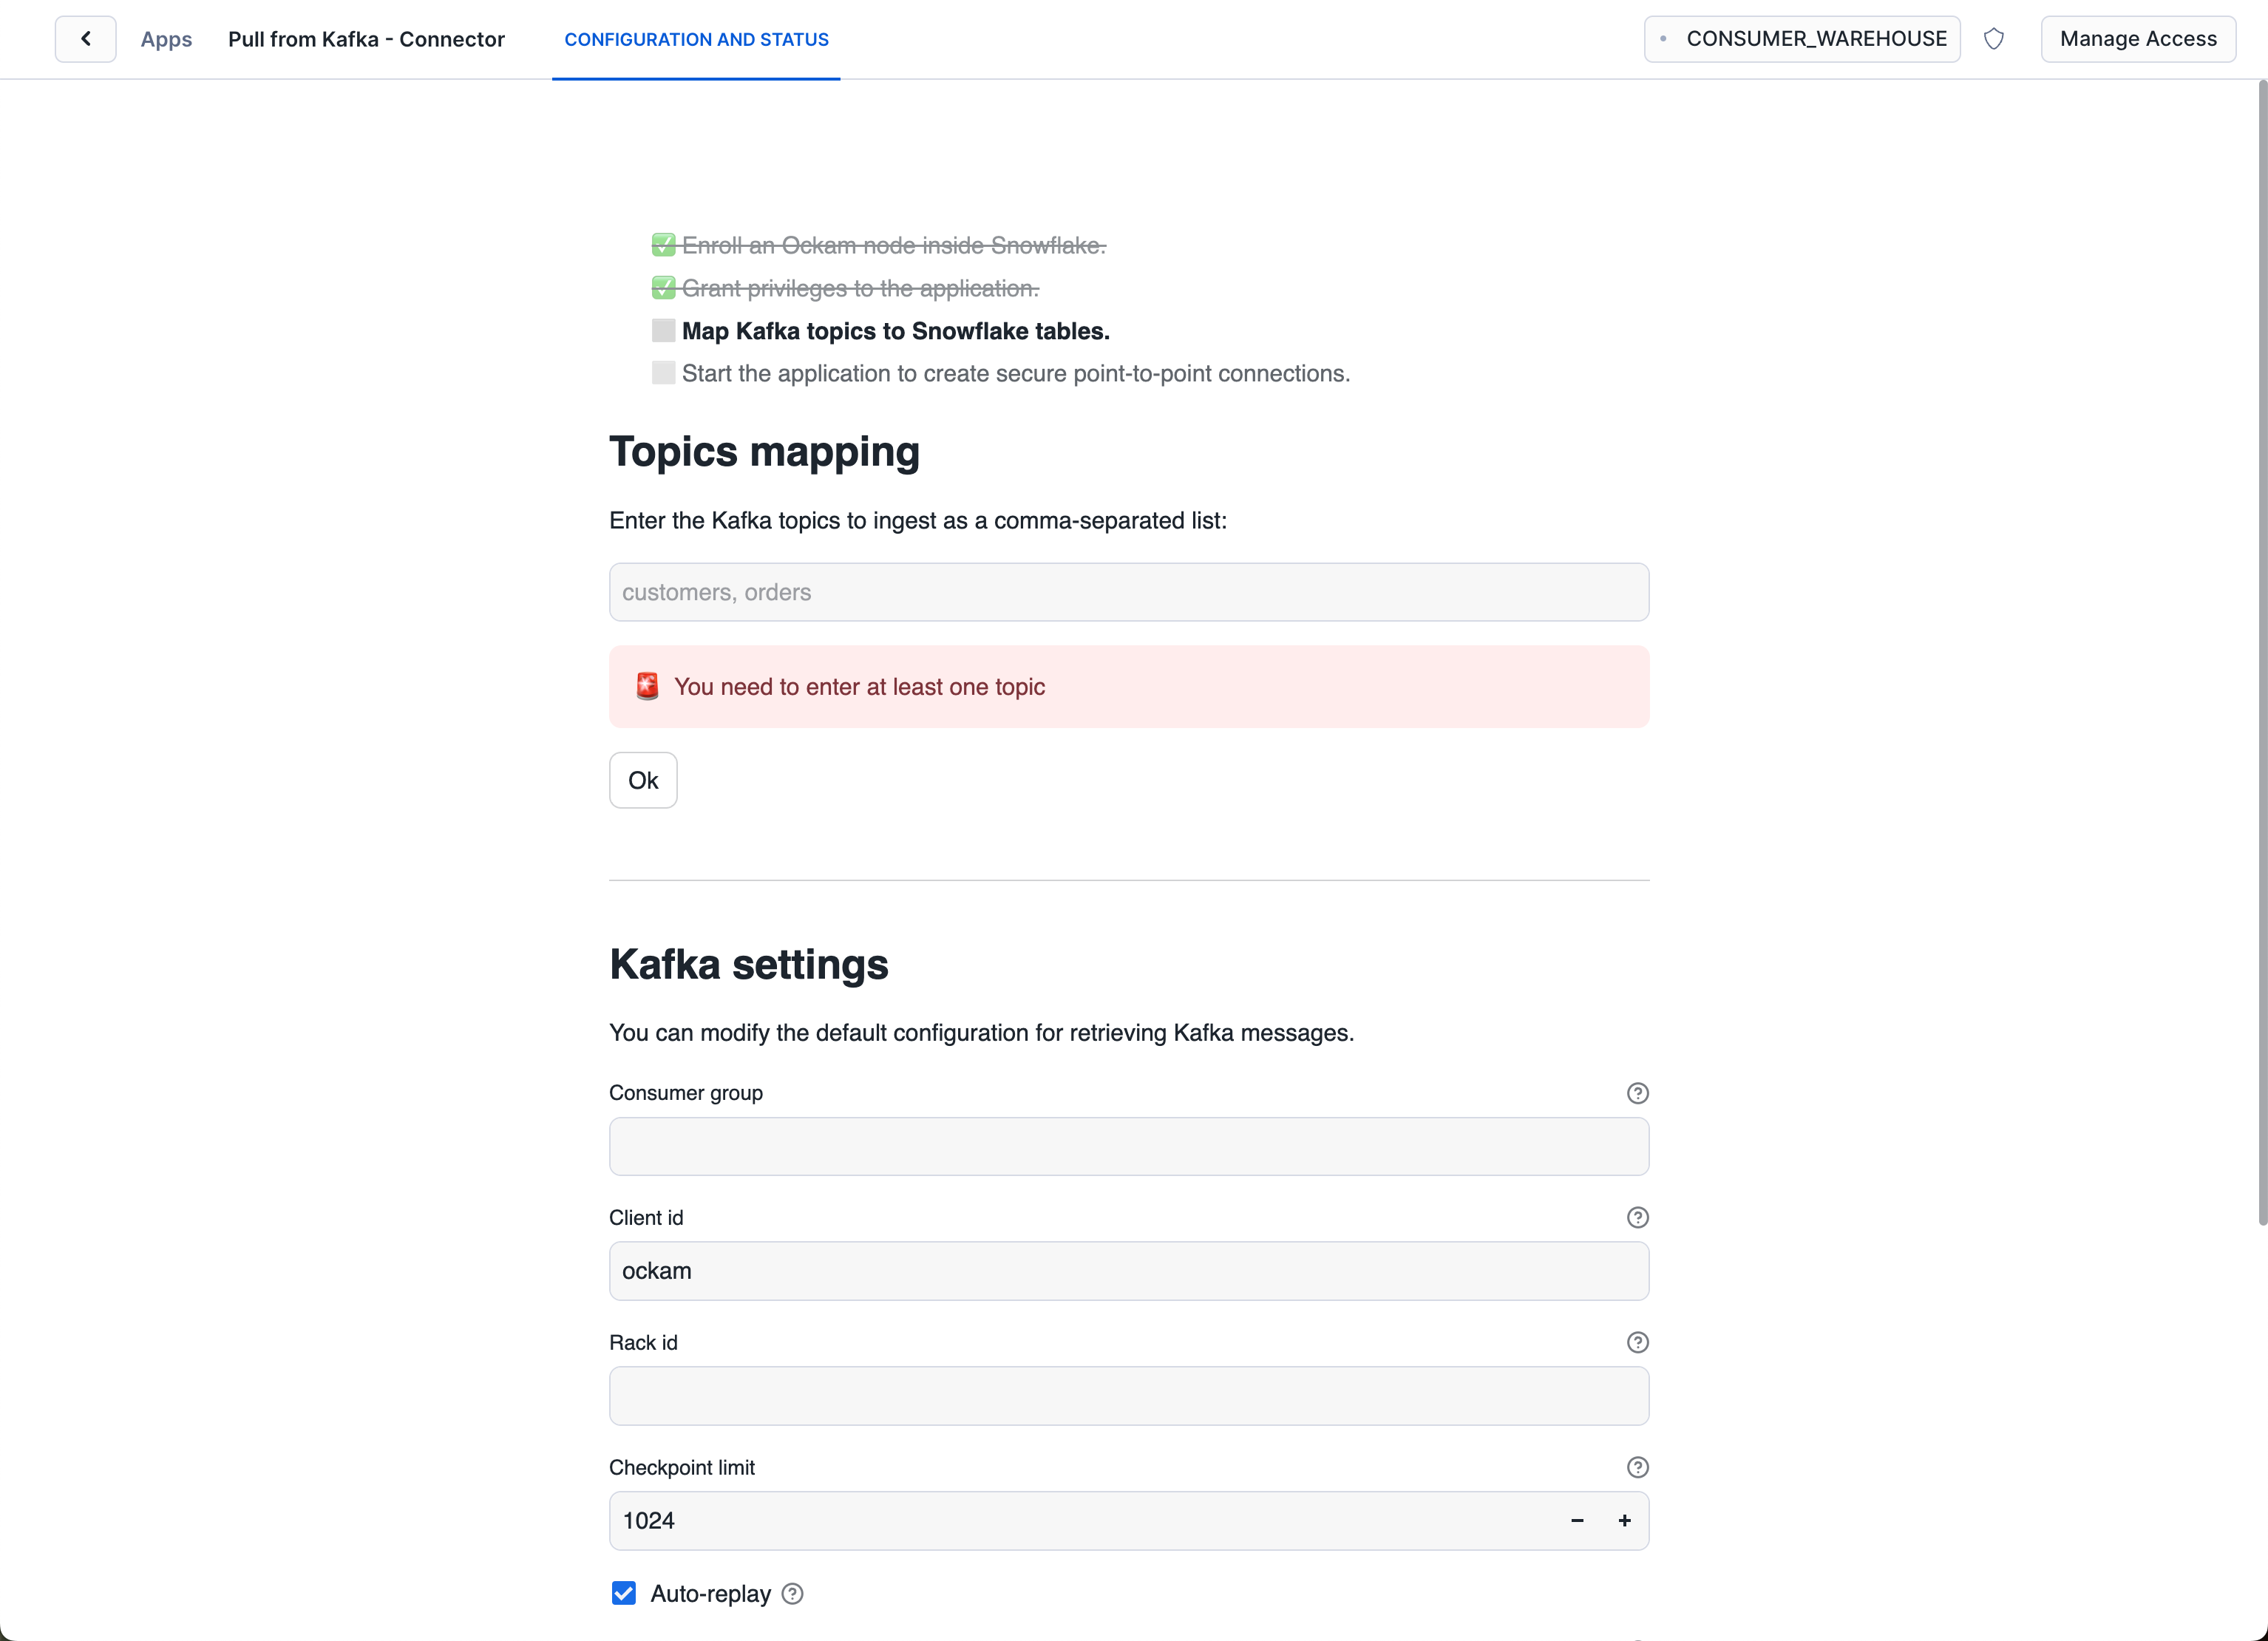 Apps Pull from Kafka - Connector CONFIGURATION AND STATUS CONSUMER_WAREHOUSE Manage Access
Enroll an Ockam node inside Snowflake.
Grant privileges to the application.
Map Kafka topics to Snowflake tables.
Start the application to create secure point-to-point connections.
Topics mapping
Enter the Kafka topics to ingest as a comma-separated list:
customers, orders
You need to enter at least one topic
Ok
Kafka settings
You can modify the default configuration for retrieving Kafka messages.
Consumer group
Client id
ockam
Rack id
Checkpoint limit
1024
Auto-replay